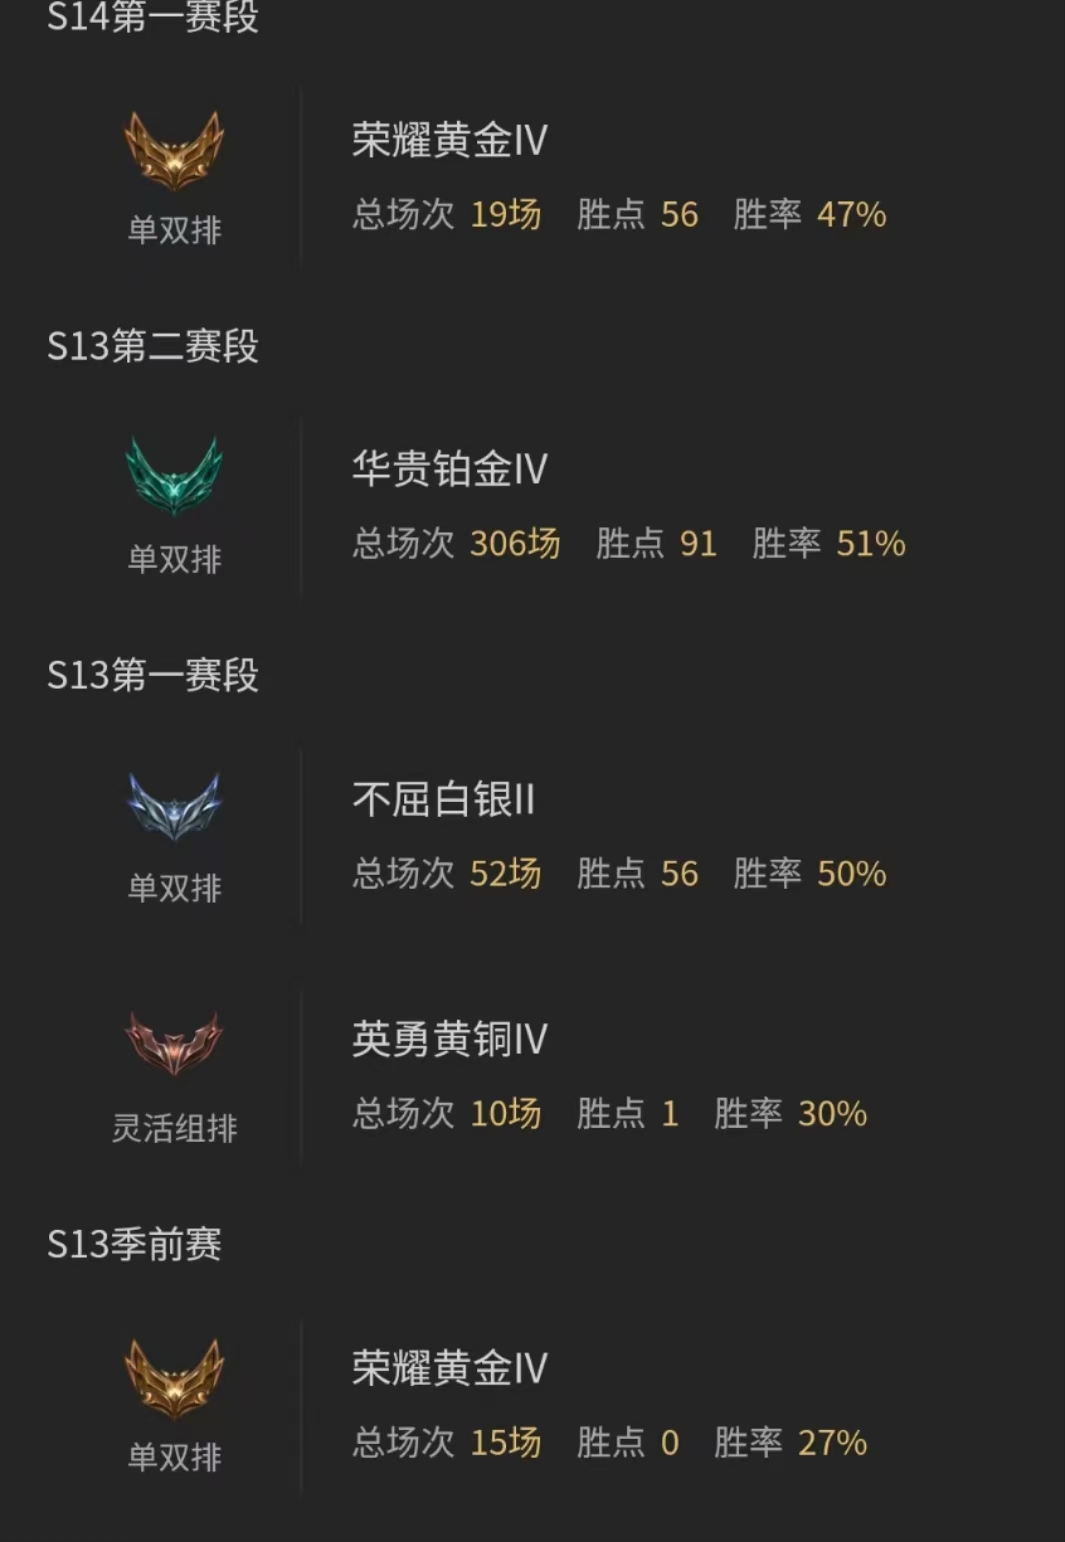 S14第一赛段
荣耀黄金IV
总场次 19场 胜点 56 胜率 47%
单双排
S13第二赛段
华贵铂金IV
总场次 306场 胜点 91 胜率 51%
单双排
S13第一赛段
不屈白银II
总场次 52场 胜点 56 胜率 50%
单双排
英勇黄铜IV
总场次 10场 胜点 1 胜率 30%
灵活组排
S13季前赛
荣耀黄金IV
总场次 15场 胜点 0 胜率 27%
单双排